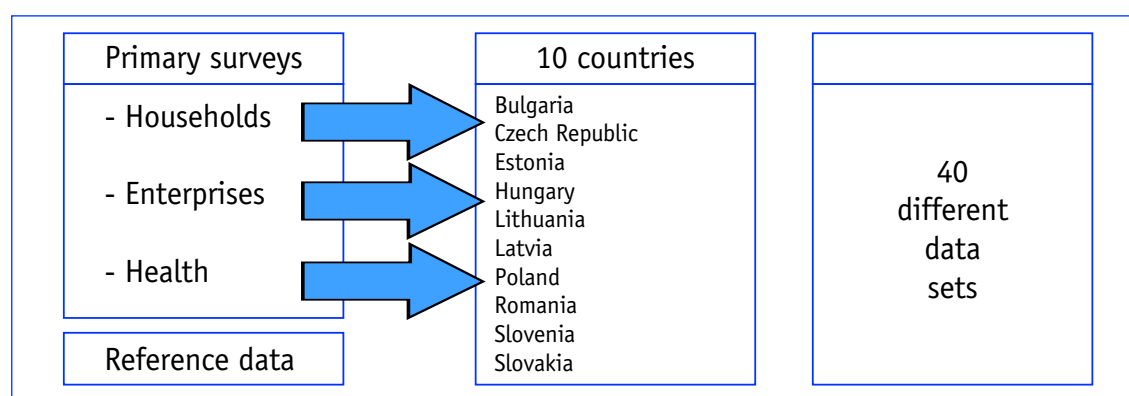 Primary surveys
- Households
- Enterprises
- Health
Reference data
10 countries
Bulgaria
Czech Republic
Estonia
Hungary
Lithuania
Latvia
Poland
Romania
Slovenia
Slovakia
40
different
data
sets